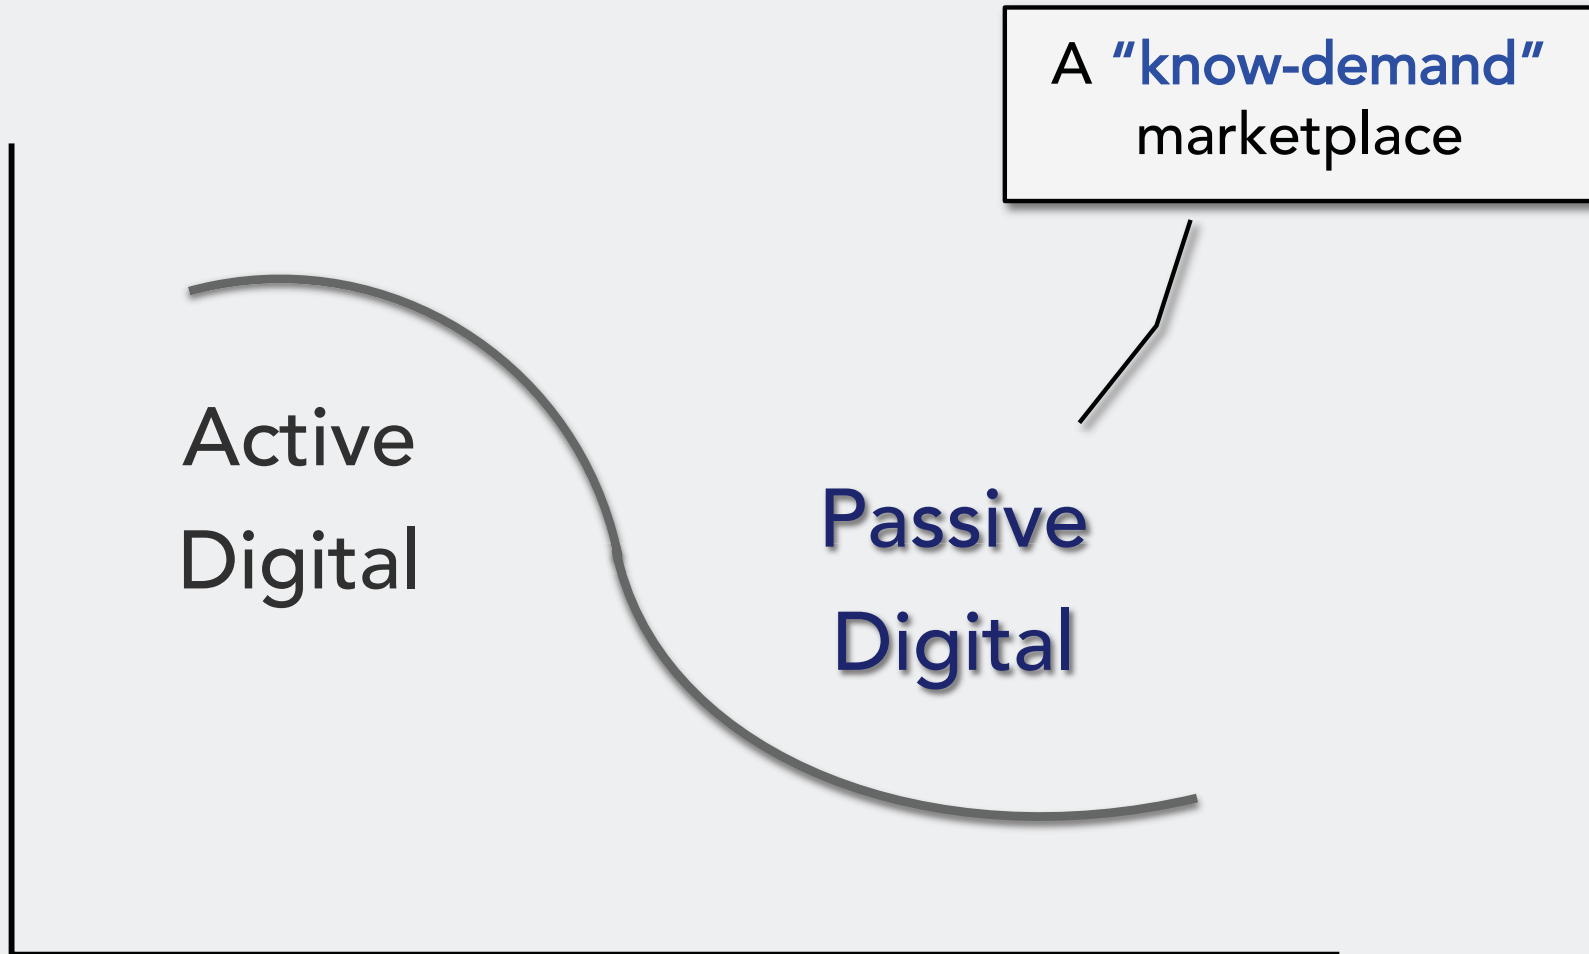 A “know-demand”
marketplace
Active
Digital
Passive
Digital